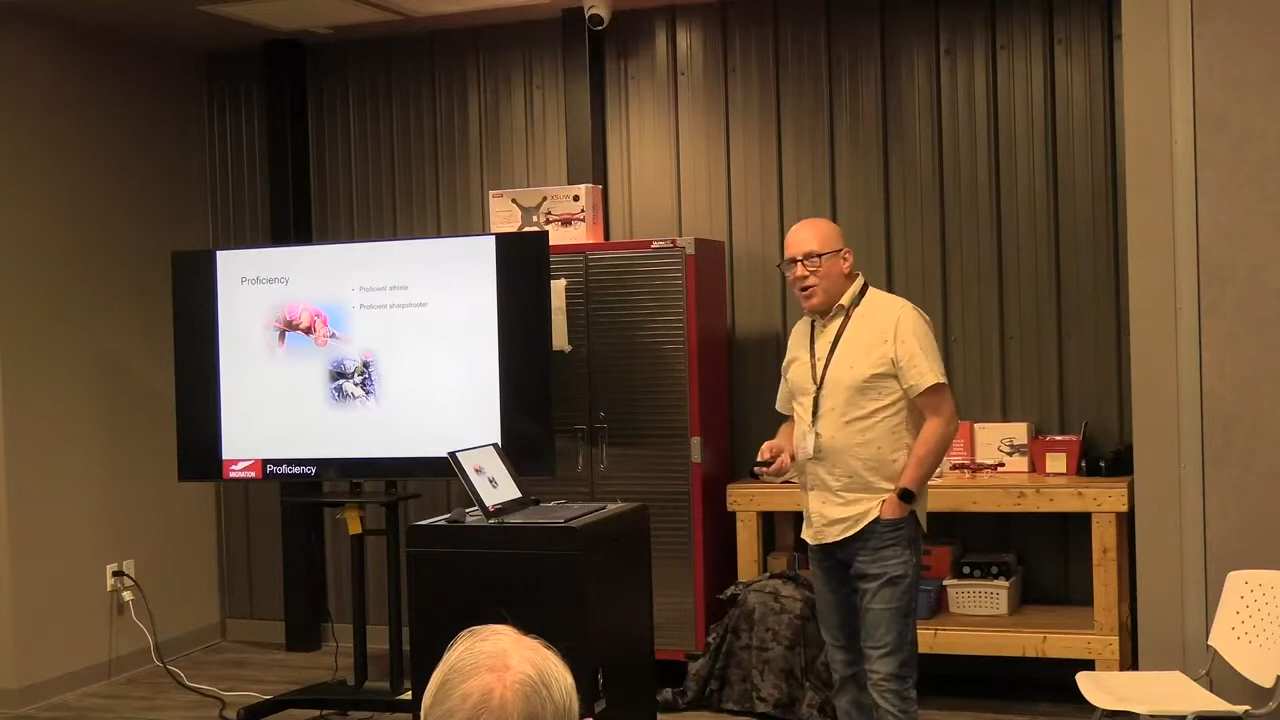 X5UW
Proficiency
• Proficient athlete
• Proficient sharpshooter
MIGRATION
Proficiency